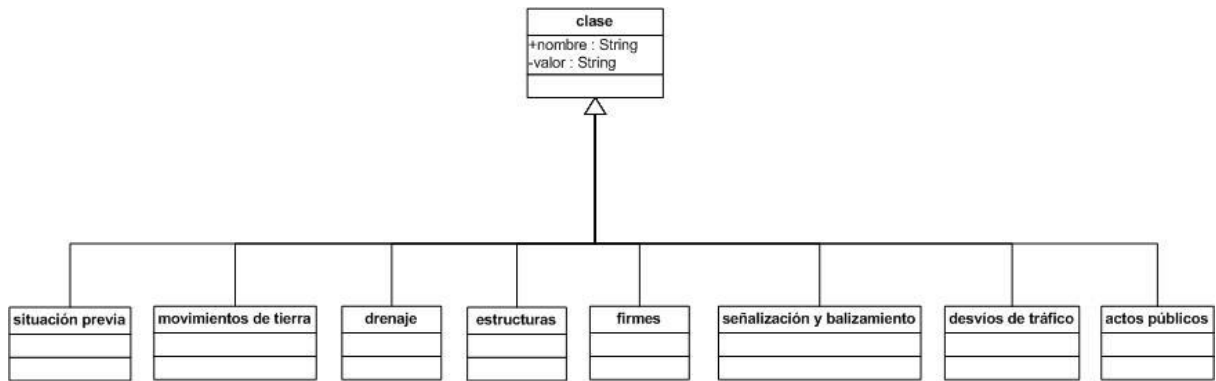 clase
+nombre : String
-valor : String
situación previa
movimientos de tierra
drenaje
estructuras
firmes
señalización y balizamiento
desvíos de tráfico
actos públicos